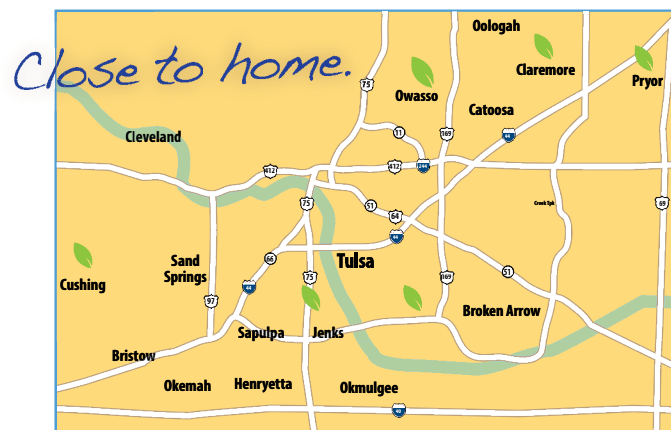 Close to home.
Oologah
Claremore
Pryor
75
Owasso
Catoosa
11
169
44
Cleveland
412
412
244
75
51
64
69
44
66
Tulsa
Sand
Springs
Cushing
75
169
51
44
97
Broken Arrow
Sapulpa
Jenks
Bristow
Okemah
Henryetta
Okmulgee
40